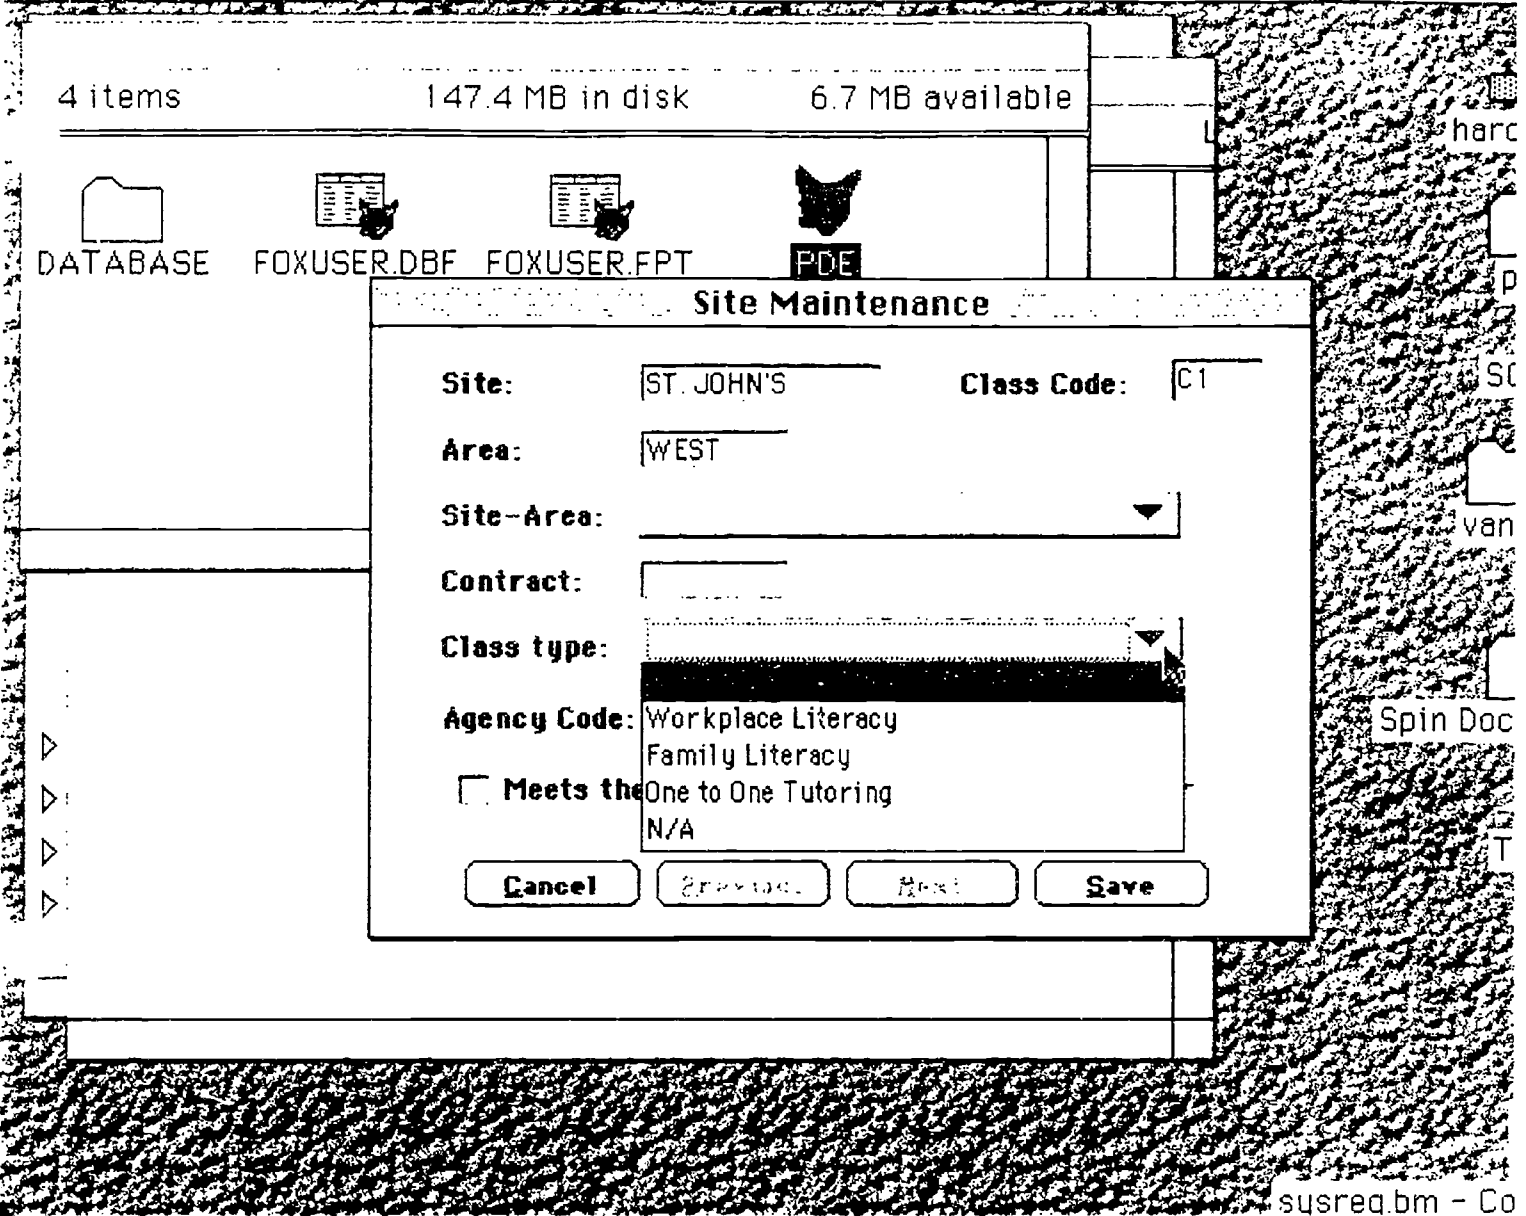 4 items 147.4 MB in disk 6.7 MB available
DATABASE FOXUSER.DBF FOXUSER.FPT PDE
Site Maintenance
Site: ST. JOHN'S Class Code: C1
Area: WEST
Site-Area:
Contract:
Class type:
Agency Code: Workplace Literacy
Family Literacy
Meets the One to One Tutoring
N/A
Cancel Next Save
hard
van
Spin Doc
T
sysreq.bm - Co